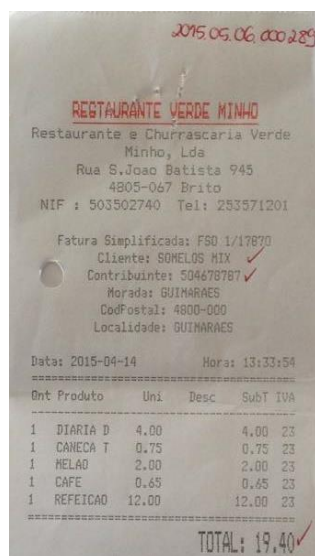 2015.05.06.000289
RESTAURANTE VERDE MINHO
Restaurante e Churrascaria Verde
Minho, Lda
Rua S.Joao Batista 945
4805-067 Brito
NIF : 503502740 Tel: 253571201
Fatura Simplificada: FSD 1/17870
Cliente: SOMELOS MIX
Contribuinte: 504678787
Morada: GUIMARAES
CodPostal: 4800-000
Localidade: GUIMARAES
Data: 2015-04-14 Hora: 13:33:54
Qnt Produto Uni Desc SubT IVA
1 DIARIA D 4.00 4.00 23
1 CANECA T 0.75 0.75 23
1 MELAO 2.00 2.00 23
1 CAFE 0.65 0.65 23
1 REFEICAO 12.00 12.00 23
TOTAL: 19.40